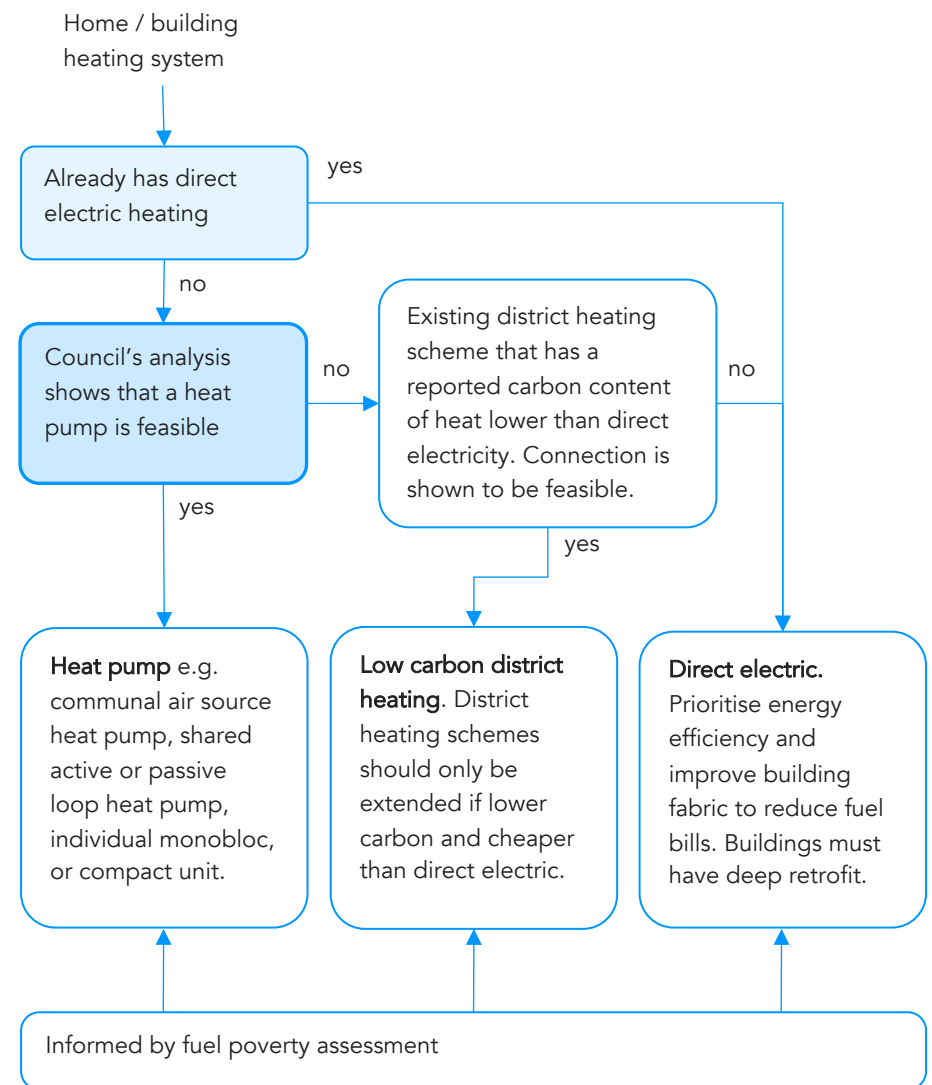 Home / building
heating system
Already has direct
electric heating
yes
no
Council’s analysis
shows that a heat
pump is feasible
no
Existing district heating
scheme that has a
reported carbon content
of heat lower than direct
electricity. Connection is
shown to be feasible.
no
yes
yes
Heat pump e.g.
communal air source
heat pump, shared
active or passive
loop heat pump,
individual monobloc,
or compact unit.
Low carbon district
heating. District
heating schemes
should only be
extended if lower
carbon and cheaper
than direct electric.
Direct electric.
Prioritise energy
efficiency and
improve building
fabric to reduce fuel
bills. Buildings must
have deep retrofit.
Informed by fuel poverty assessment